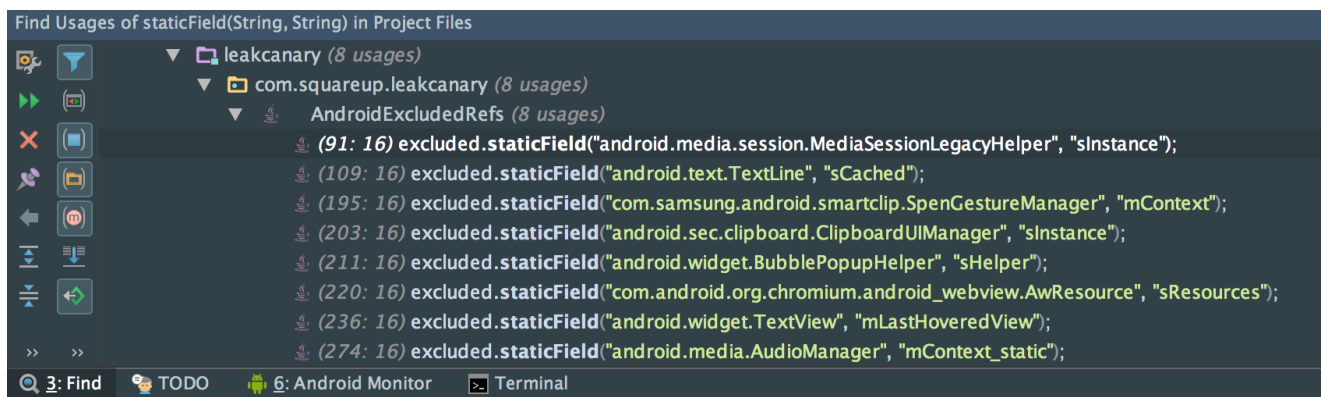 Find Usages of staticField(String, String) in Project Files
leakcanary (8 usages)
com.squareup.leakcanary (8 usages)
AndroidExcludedRefs (8 usages)
(91: 16) excluded.staticField("android.media.session.MediaSessionLegacyHelper", "sInstance");
(109: 16) excluded.staticField("android.text.TextLine", "sCached");
(195: 16) excluded.staticField("com.samsung.android.smartclip.SpenGestureManager", "mContext");
(203: 16) excluded.staticField("android.sec.clipboard.ClipboardUIManager", "sInstance");
(211: 16) excluded.staticField("android.widget.BubblePopupHelper", "sHelper");
(220: 16) excluded.staticField("com.android.org.chromium.android_webview.AwResource", "sResources");
(236: 16) excluded.staticField("android.widget.TextView", "mLastHoveredView");
(274: 16) excluded.staticField("android.media.AudioManager", "mContext_static");
3: Find TODO 6: Android Monitor Terminal